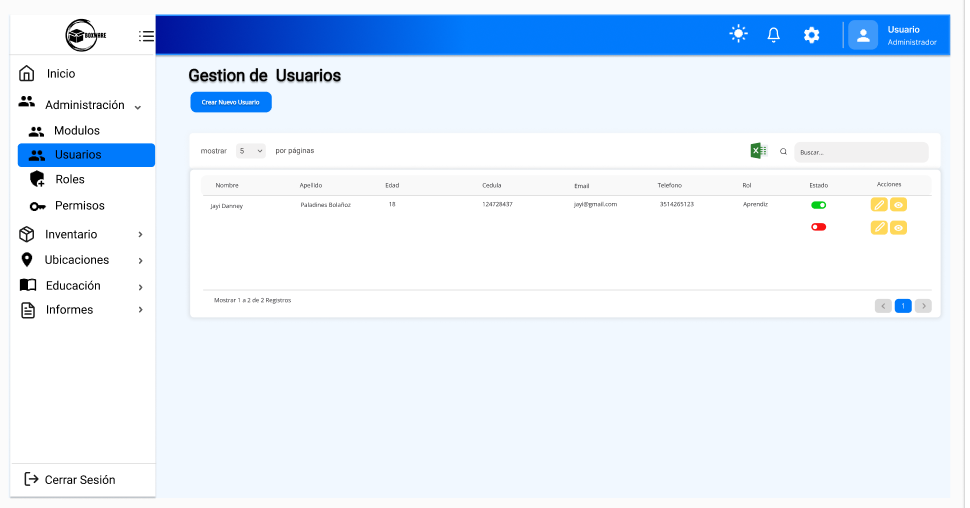 BOXWARE
Usuario
Administrador
Inicio
Administración
Modulos
Usuarios
Roles
Permisos
Inventario
Ubicaciones
Educación
Informes
Cerrar Sesión
Gestion de Usuarios
Crear Nuevo Usuario
mostrar 5 por páginas
Buscar...
Nombre Apellido Edad Cedula Email Telefono Rol Estado Acciones
Jayi Danney Paladines Bolañoz 18 124728437 jayi@gmail.com 3514265123 Aprendiz
Mostrar 1 a 2 de 2 Registros
< 1 >